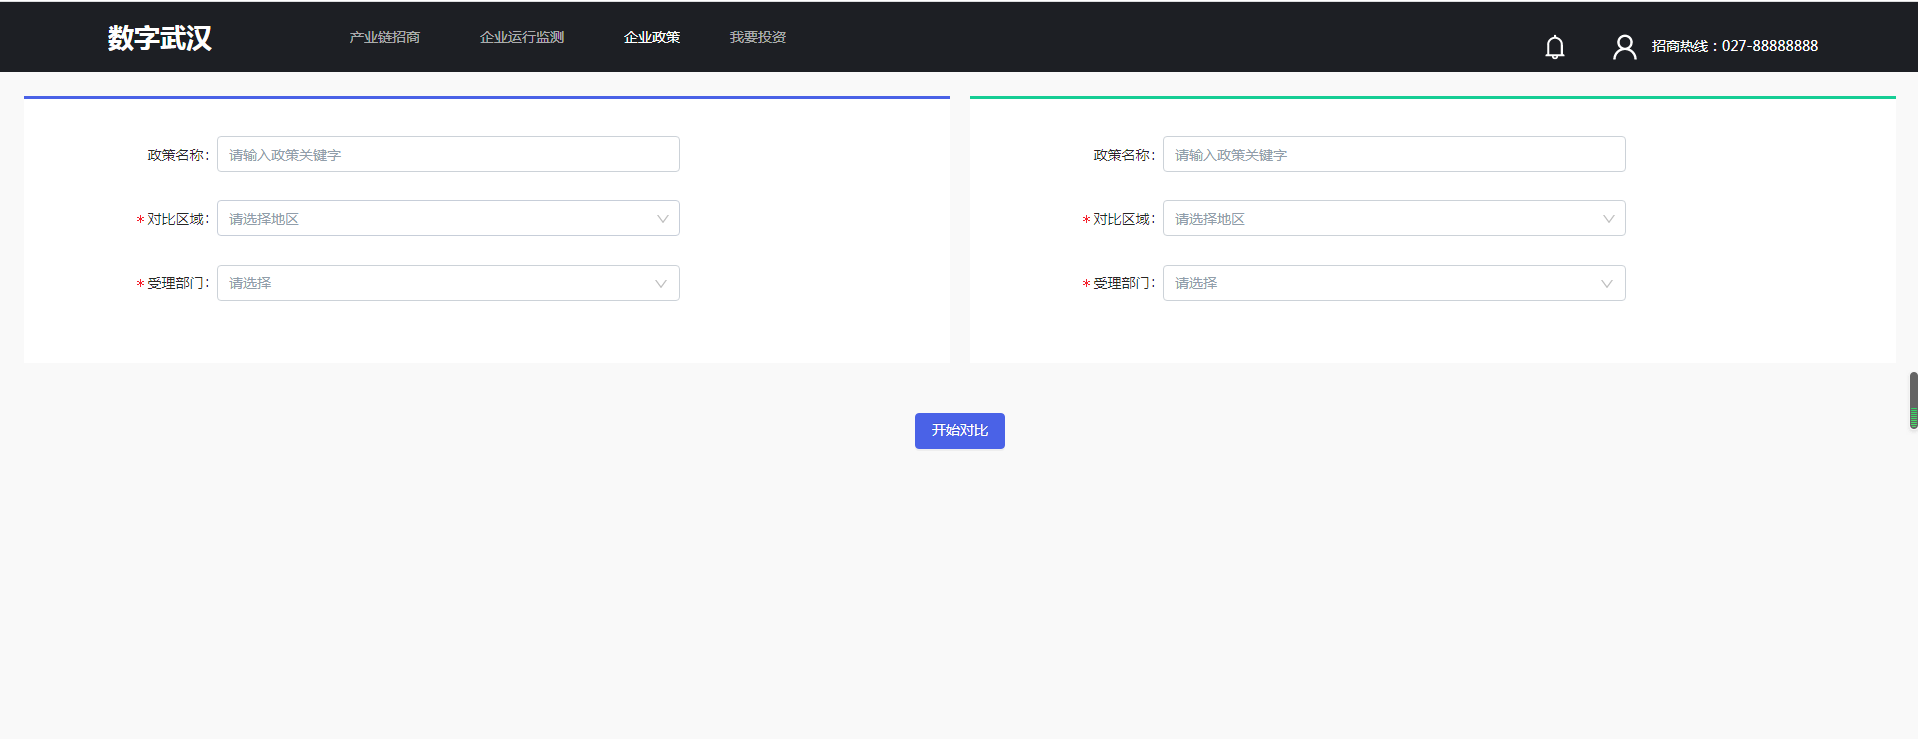 数字武汉 产业链招商 企业运行监测 企业政策 我要投资 招商热线：027-88888888
政策名称： 请输入政策关键字
* 对比区域： 请选择地区
* 受理部门： 请选择
政策名称： 请输入政策关键字
* 对比区域： 请选择地区
* 受理部门： 请选择
开始对比